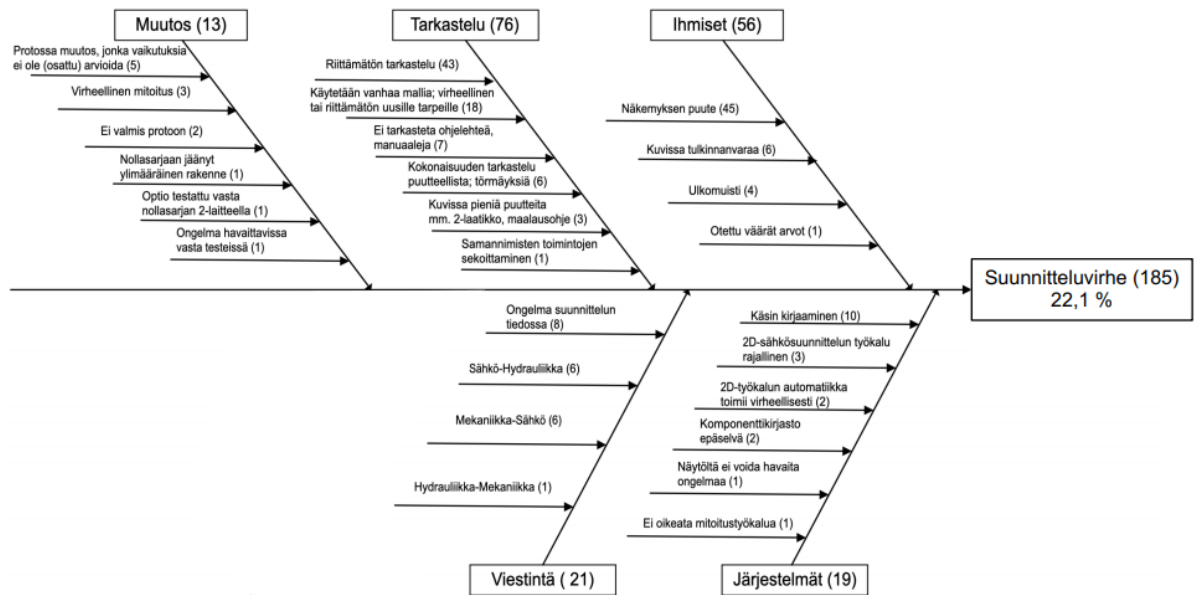 Muutos (13)
Protossa muutos, jonka vaikutuksia
ei ole (osattu) arvioida (5)
Virheellinen mitoitus (3)
Ei valmis protoon (2)
Nollasarjaan jäänyt
ylimääräinen rakenne (1)
Optio testattu vasta
nollasarjan 2-laitteella (1)
Ongelma havaittavissa
vasta testeissä (1)
Tarkastelu (76)
Riittämätön tarkastelu (43)
Käytetään vanhaa mallia; virheellinen
tai riittämätön uusille tarpeille (18)
Ei tarkasteta ohjelehteä,
manuaaleja (7)
Kokonaisuuden tarkastelu
puutteellista; törmäyksiä (6)
Kuvissa pieniä puutteita
mm. 2-laatikko, maalausohje (3)
Samannimisten toimintojen
sekoittaminen (1)
Ihmiset (56)
Näkemyksen puute (45)
Kuvissa tulkinnanvaraa (6)
Ulkomuisti (4)
Otettu väärät arvot (1)
Suunnitteluvirhe (185)
22,1 %
Ongelma suunnittelun
tiedossa (8)
Sähkö-Hydrauliikka (6)
Mekaniikka-Sähkö (6)
Hydrauliikka-Mekaniikka (1)
Viestintä ( 21)
Käsin kirjaaminen (10)
2D-sähkösuunnittelun työkalu
rajallinen (3)
2D-työkalun automatiikka
toimii virheellisesti (2)
Komponenttikirjasto
epäselvä (2)
Näytöltä ei voida havaita
ongelmaa (1)
Ei oikeata mitoitustyökalua (1)
Järjestelmät (19)